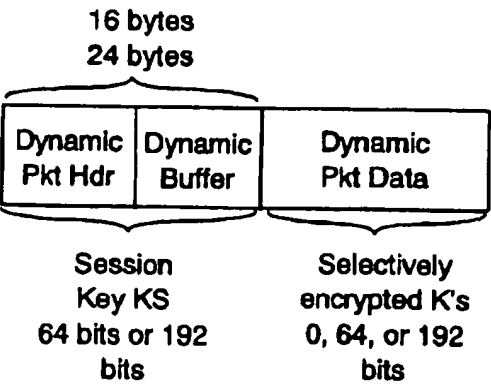 16 bytes
24 bytes
Dynamic Pkt Hdr
Dynamic Buffer
Dynamic Pkt Data
Session
Key KS
64 bits or 192
bits
Selectively
encrypted K's
0, 64, or 192
bits